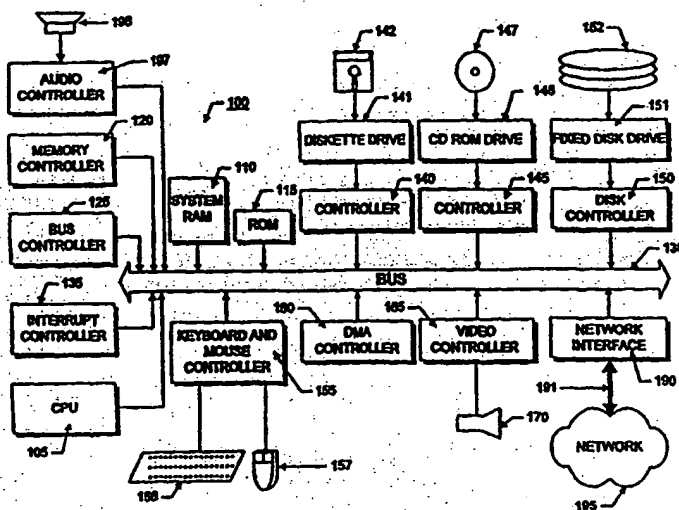 196
142
147
152
AUDIO
CONTROLLER
197
141
146
151
100
DISKETTE DRIVE
CD ROM DRIVE
FIXED DISK DRIVE
MEMORY
CONTROLLER
120
110
SYSTEM
RAM
115
ROM
140
CONTROLLER
145
CONTROLLER
150
DISK
CONTROLLER
125
BUS
CONTROLLER
BUS
135
INTERRUPT
CONTROLLER
KEYBOARD AND
MOUSE
CONTROLLER
155
160
DMA
CONTROLLER
165
VIDEO
CONTROLLER
NETWORK
INTERFACE
190
191
CPU
105
170
NETWORK
157
195